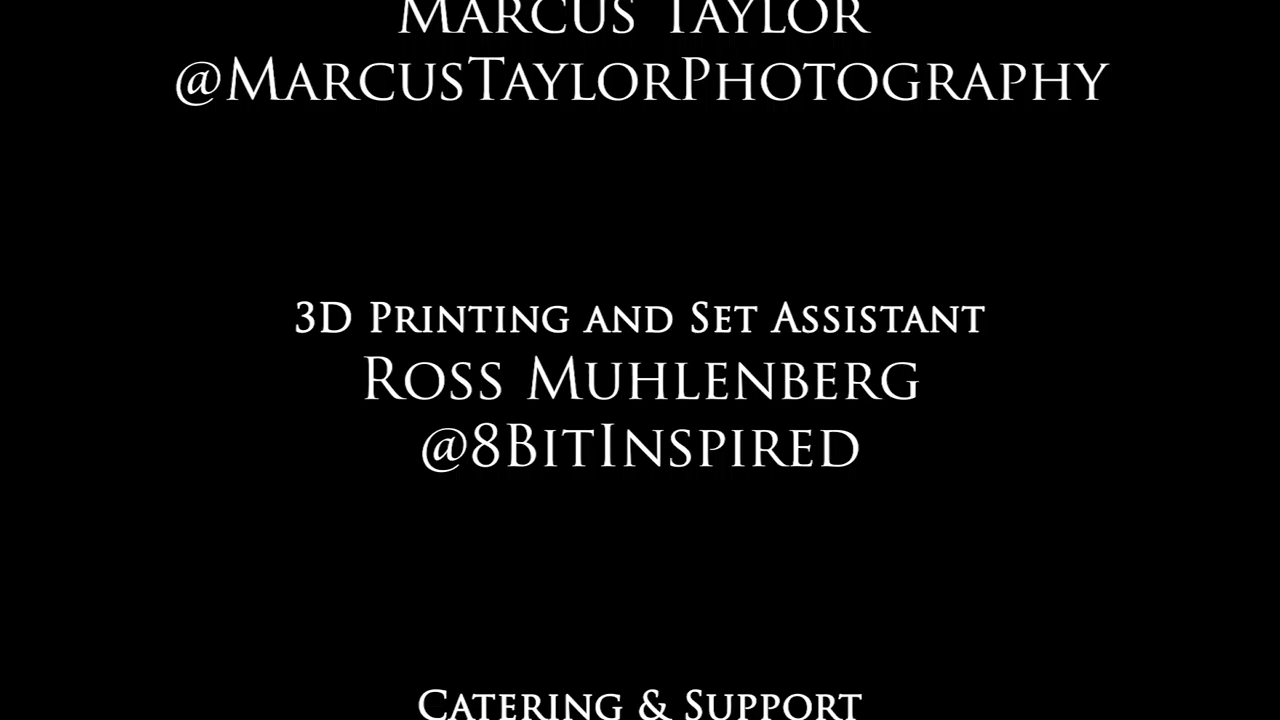 Marcus Taylor
@MarcusTaylorPhotography
3D Printing and Set Assistant
Ross Muhlenberg
@8BitInspired
Catering & Support